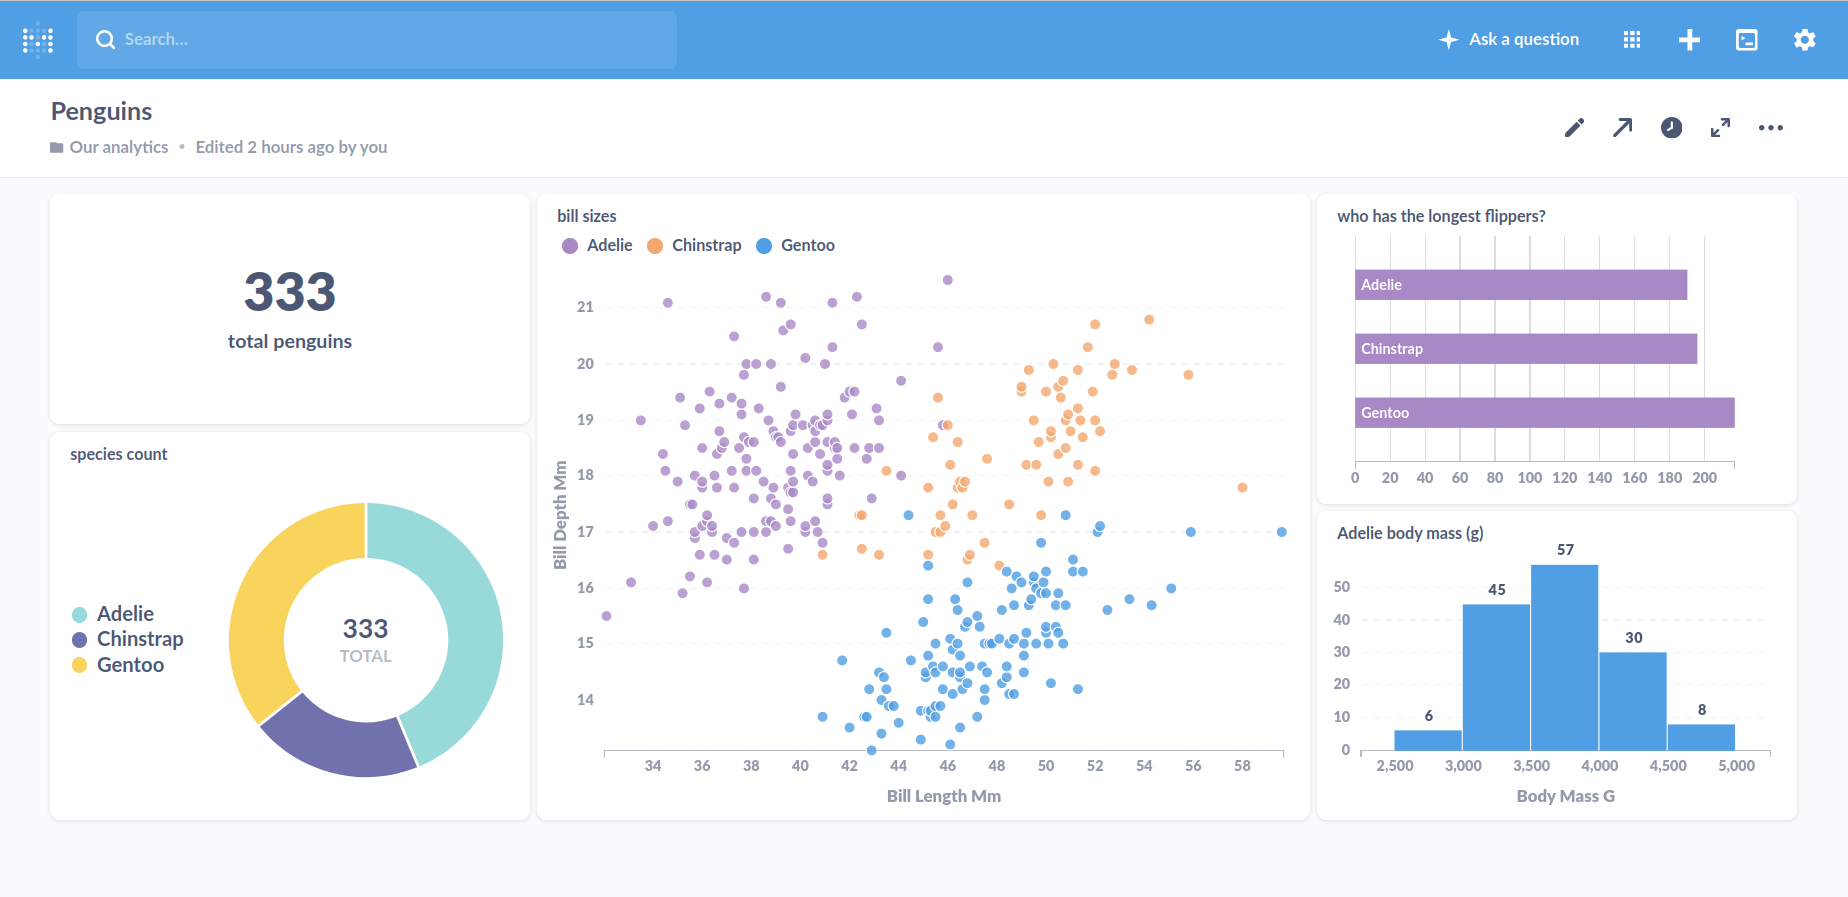 Search...
Ask a question
Penguins
Our analytics • Edited 2 hours ago by you
333
total penguins
species count
Adelie
Chinstrap
Gentoo
333
TOTAL
bill sizes
Adelie Chinstrap Gentoo
Bill Depth Mm
21
20
19
18
17
16
15
14
34 36 38 40 42 44 46 48 50 52 54 56 58
Bill Length Mm
who has the longest flippers?
Adelie
Chinstrap
Gentoo
0 20 40 60 80 100 120 140 160 180 200
Adelie body mass (g)
57
45
30
8
6
50
40
30
20
10
0
2,500 3,000 3,500 4,000 4,500 5,000
Body Mass G